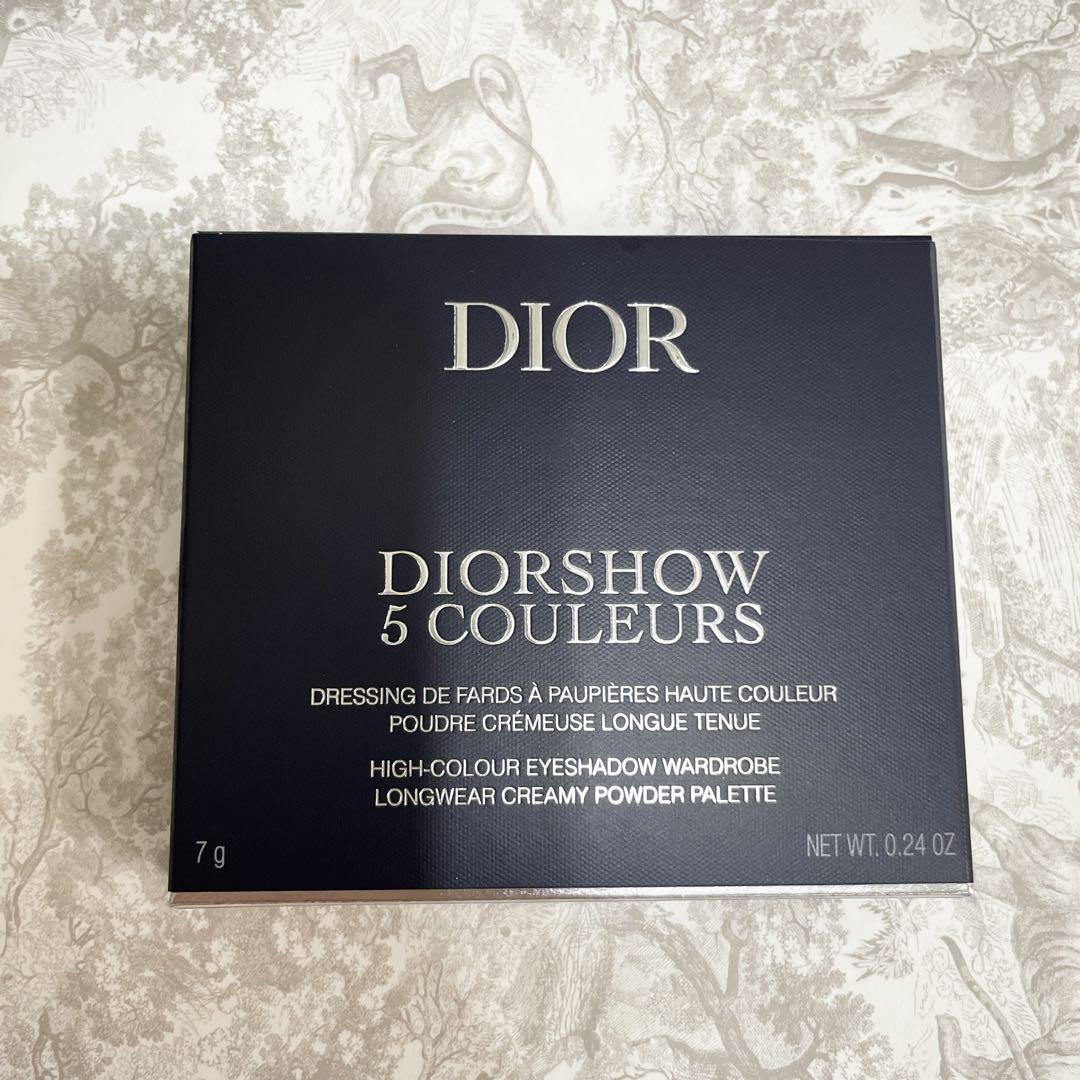 DIOR
DIORSHOW
5 COULEURS
DRESSING DE FARDS À PAUPIÈRES HAUTE COULEUR
POUDRE CRÉMEUSE LONGUE TENUE
HIGH-COLOUR EYESHADOW WARDROBE
LONGWEAR CREAMY POWDER PALETTE
7 g
NET WT. 0.24 OZ